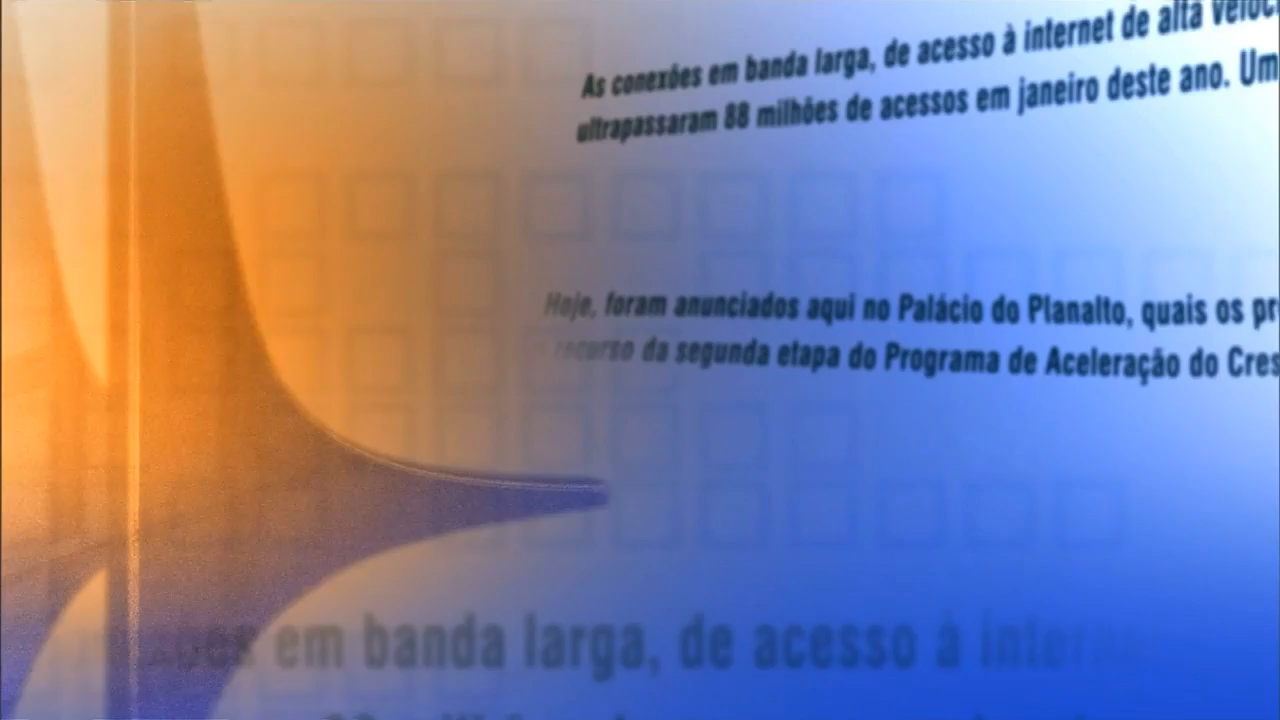 As conexões em banda larga, de acesso à internet de alta
ultrapassaram 88 milhões de acessos em janeiro deste ano. Um
Hoje, foram anunciados aqui no Palácio do Planalto, quais os
recurso da segunda etapa do Programa de Aceleração do
em banda larga, de acesso à